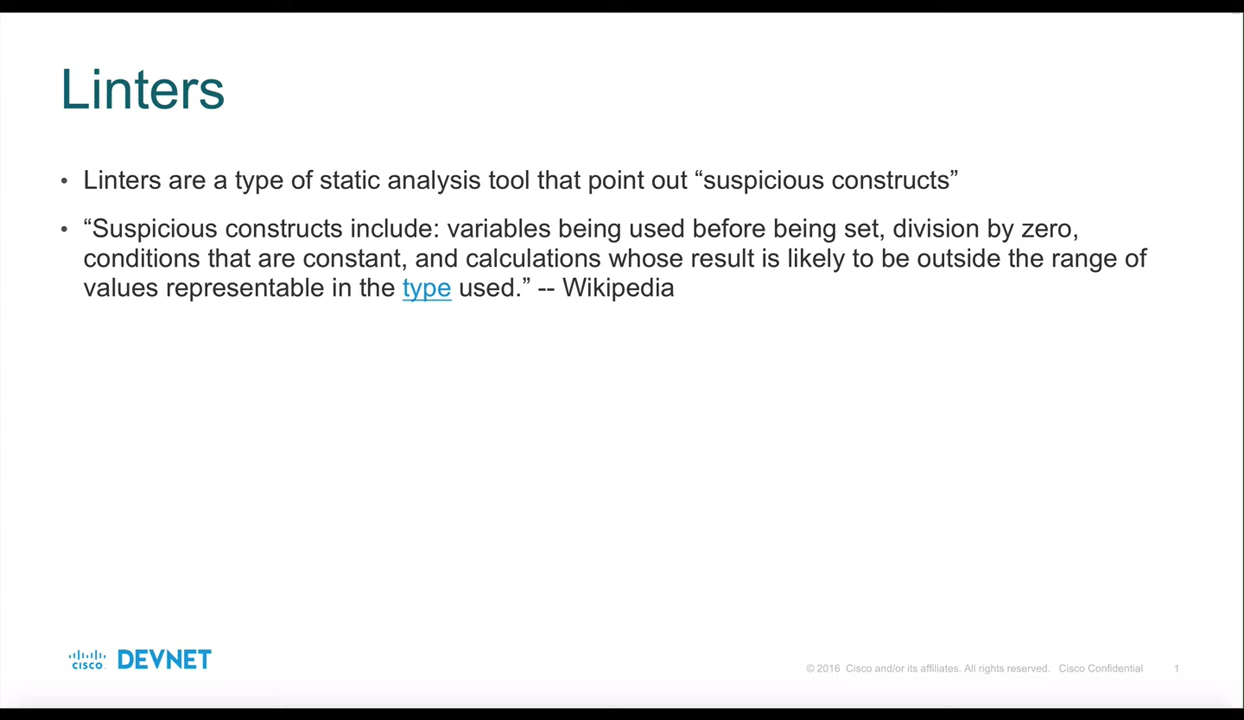 Linters
• Linters are a type of static analysis tool that point out “suspicious constructs”
• “Suspicious constructs include: variables being used before being set, division by zero,
conditions that are constant, and calculations whose result is likely to be outside the range of
values representable in the type used.” -- Wikipedia
cisco DEVNET
© 2016 Cisco and/or its affiliates. All rights reserved. Cisco Confidential 1